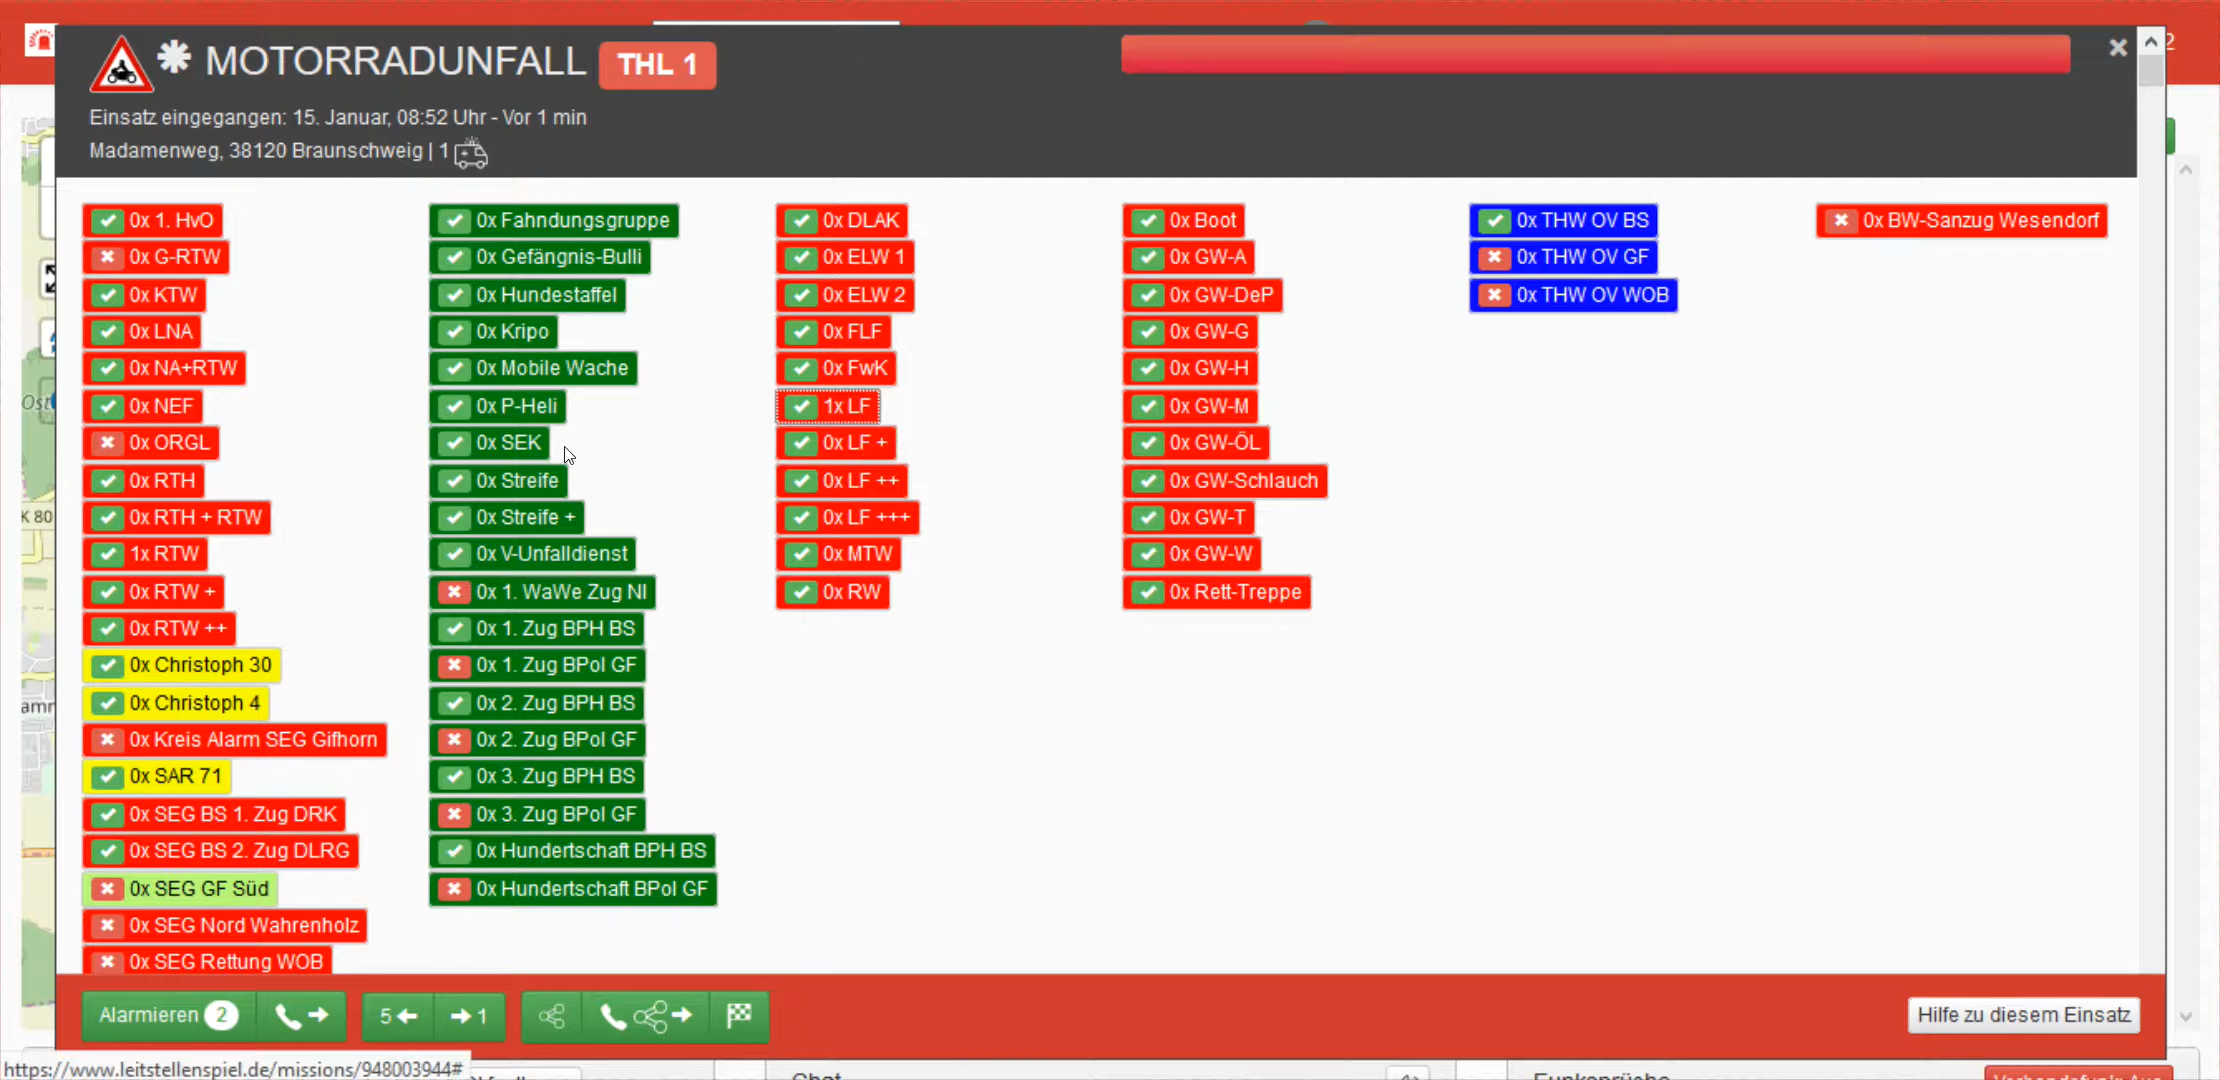 MOTORRADUNFALL THL 1
Einsatz eingegangen: 15. Januar, 08:52 Uhr - Vor 1 min
Madamenweg, 38120 Braunschweig | 1
0x 1. HvO
0x G-RTW
0x KTW
0x LNA
0x NA+RTW
0x NEF
0x ORGL
0x RTH
0x RTH + RTW
1x RTW
0x RTW +
0x RTW ++
0x Christoph 30
0x Christoph 4
0x Kreis Alarm SEG Gifhorn
0x SAR 71
0x SEG BS 1. Zug DRK
0x SEG BS 2. Zug DLRG
0x SEG GF Süd
0x SEG Nord Wahrenholz
0x SEG Rettung WOB
0x Fahndungsgruppe
0x Gefängnis-Bulli
0x Hundestaffel
0x Kripo
0x Mobile Wache
0x P-Heli
0x SEK
0x Streife
0x Streife +
0x V-Unfalldienst
0x 1. WaWe Zug NI
0x 1. Zug BPH BS
0x 1. Zug BPol GF
0x 2. Zug BPH BS
0x 2. Zug BPol GF
0x 3. Zug BPH BS
0x 3. Zug BPol GF
0x Hundertschaft BPH BS
0x Hundertschaft BPol GF
0x DLAK
0x ELW 1
0x ELW 2
0x FLF
0x FwK
1x LF
0x LF +
0x LF ++
0x LF +++
0x MTW
0x RW
0x Boot
0x GW-A
0x GW-DeP
0x GW-G
0x GW-H
0x GW-M
0x GW-ÖL
0x GW-Schlauch
0x GW-T
0x GW-W
0x Rett-Treppe
0x THW OV BS
0x THW OV GF
0x THW OV WOB
0x BW-Sanzug Wesendorf
2
Ost
K 80
Alarmieren 2
5
1
Hilfe zu diesem Einsatz
https://www.leitstellenspiel.de/missions/948003944#
Chat
Funksprüche